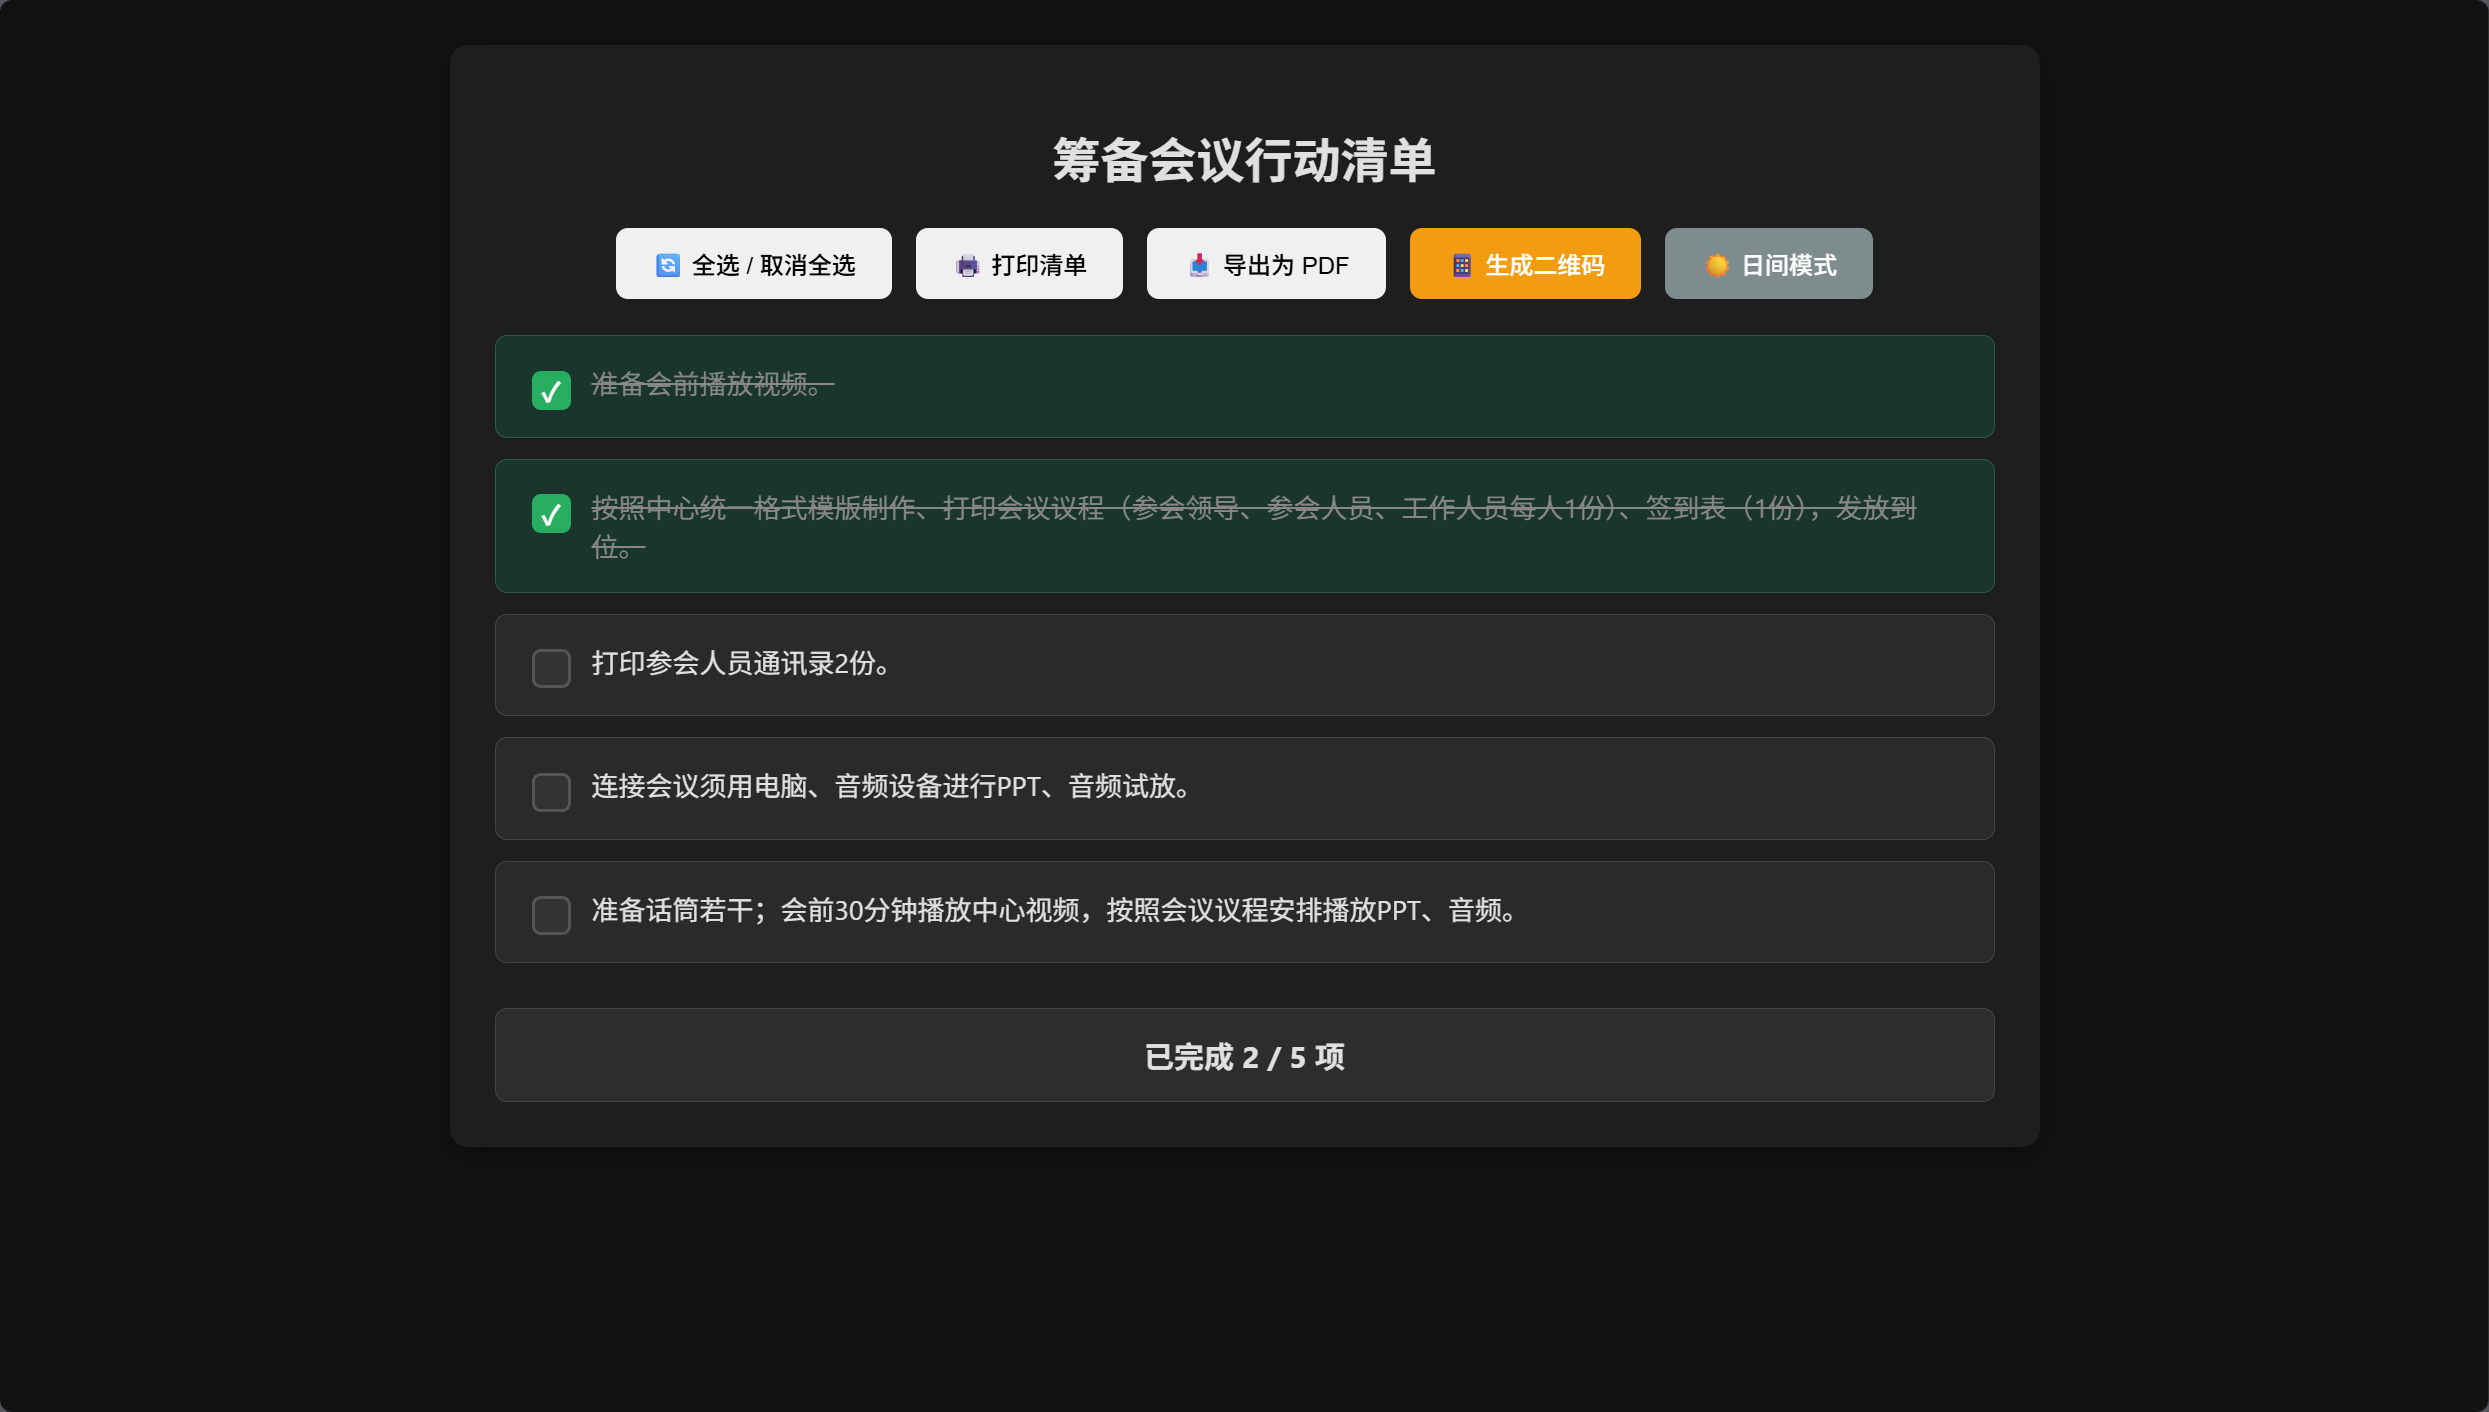 筹备会议行动清单
全选 / 取消全选
打印清单
导出为 PDF
生成二维码
日间模式
准备会前播放视频。
按照中心统一格式模版制作、打印会议议程（参会领导、参会人员、工作人员每人1份）、签到表（1份），发放到
位。
打印参会人员通讯录2份。
连接会议须用电脑、音频设备进行PPT、音频试放。
准备话筒若干；会前30分钟播放中心视频，按照会议议程安排播放PPT、音频。
已完成 2 / 5 项